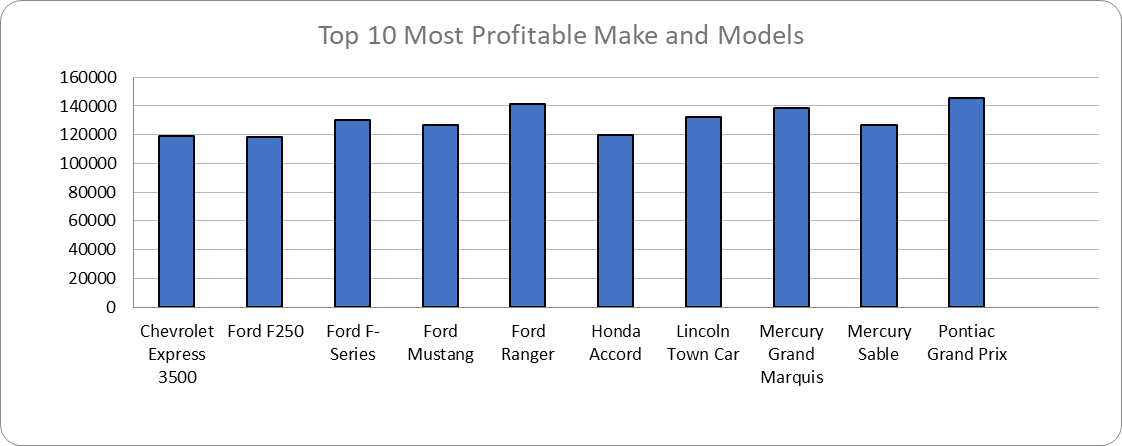 Top 10 Most Profitable Make and Models
160000
140000
120000
100000
80000
60000
40000
20000
0
Chevrolet
Express
3500
Ford F250
Ford F-
Series
Ford
Mustang
Ford
Ranger
Honda
Accord
Lincoln
Town Car
Mercury
Grand
Marquis
Mercury
Sable
Pontiac
Grand Prix